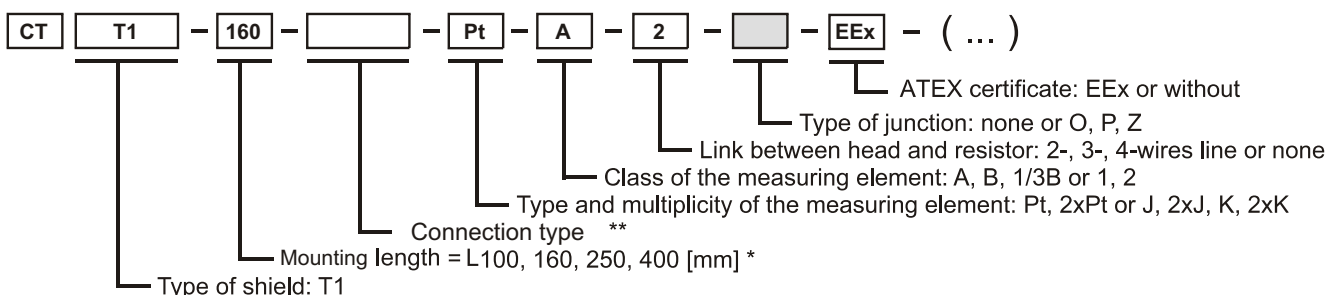 CT T1 - 160 - - Pt - A - 2 - - EEx - ( ... )
ATEX certificate: EEx or without
Type of junction: none or O, P, Z
Link between head and resistor: 2-, 3-, 4-wires line or none
Class of the measuring element: A, B, 1/3B or 1, 2
Type and multiplicity of the measuring element: Pt, 2xPt or J, 2xJ, K, 2xK
Connection type **
Mounting length = L100, 160, 250, 400 [mm] *
Type of shield: T1